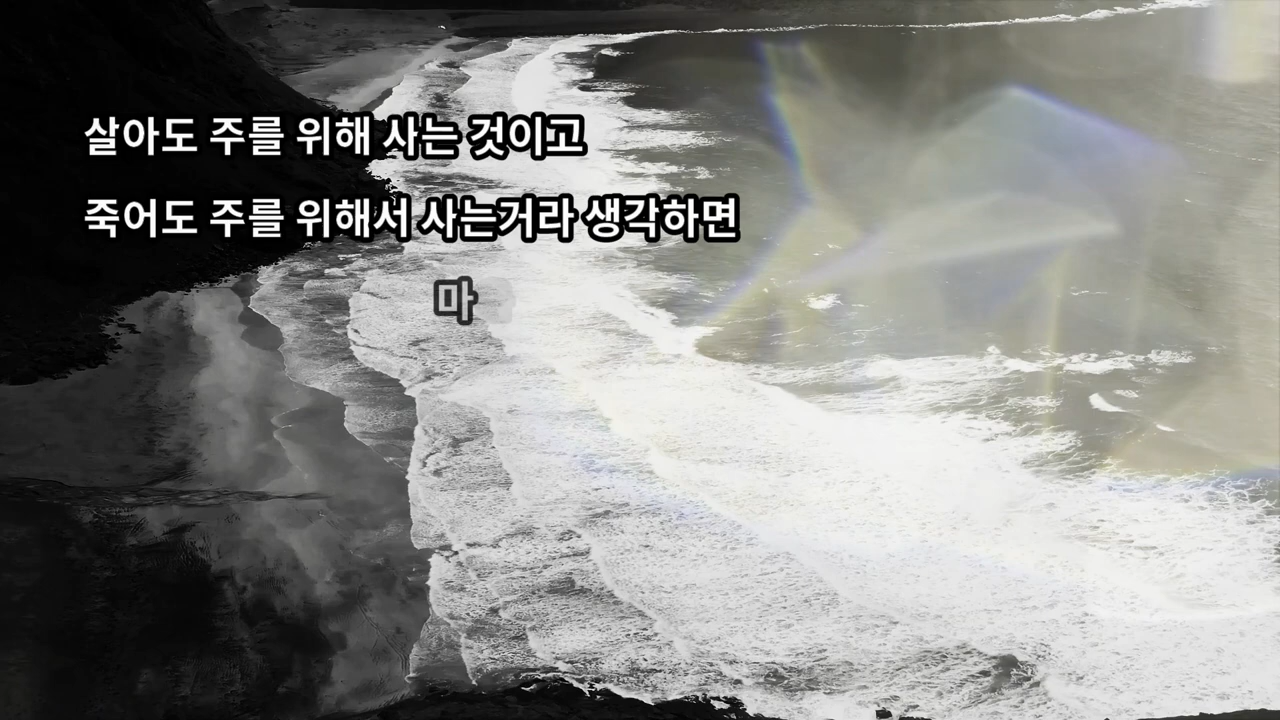 살아도 주를 위해 사는 것이고
죽어도 주를 위해서 사는거라 생각하면
마